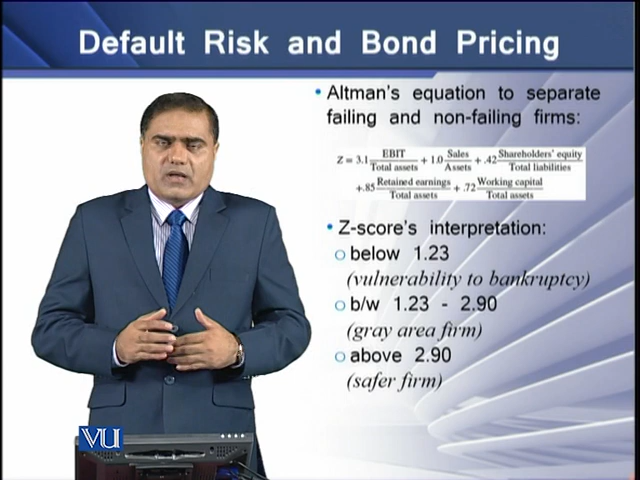 Default Risk and Bond Pricing
• Altman's equation to separate
failing and non-failing firms:
Z = 3.1 EBIT/Total assets + 1.0 Sales/Assets + .42 Shareholders' equity/Total liabilities
+.85 Retained earnings/Total assets + .72 Working capital/Total assets
• Z-score's interpretation:
o below 1.23
(vulnerability to bankruptcy)
o b/w 1.23 - 2.90
(gray area firm)
o above 2.90
(safer firm)
VU